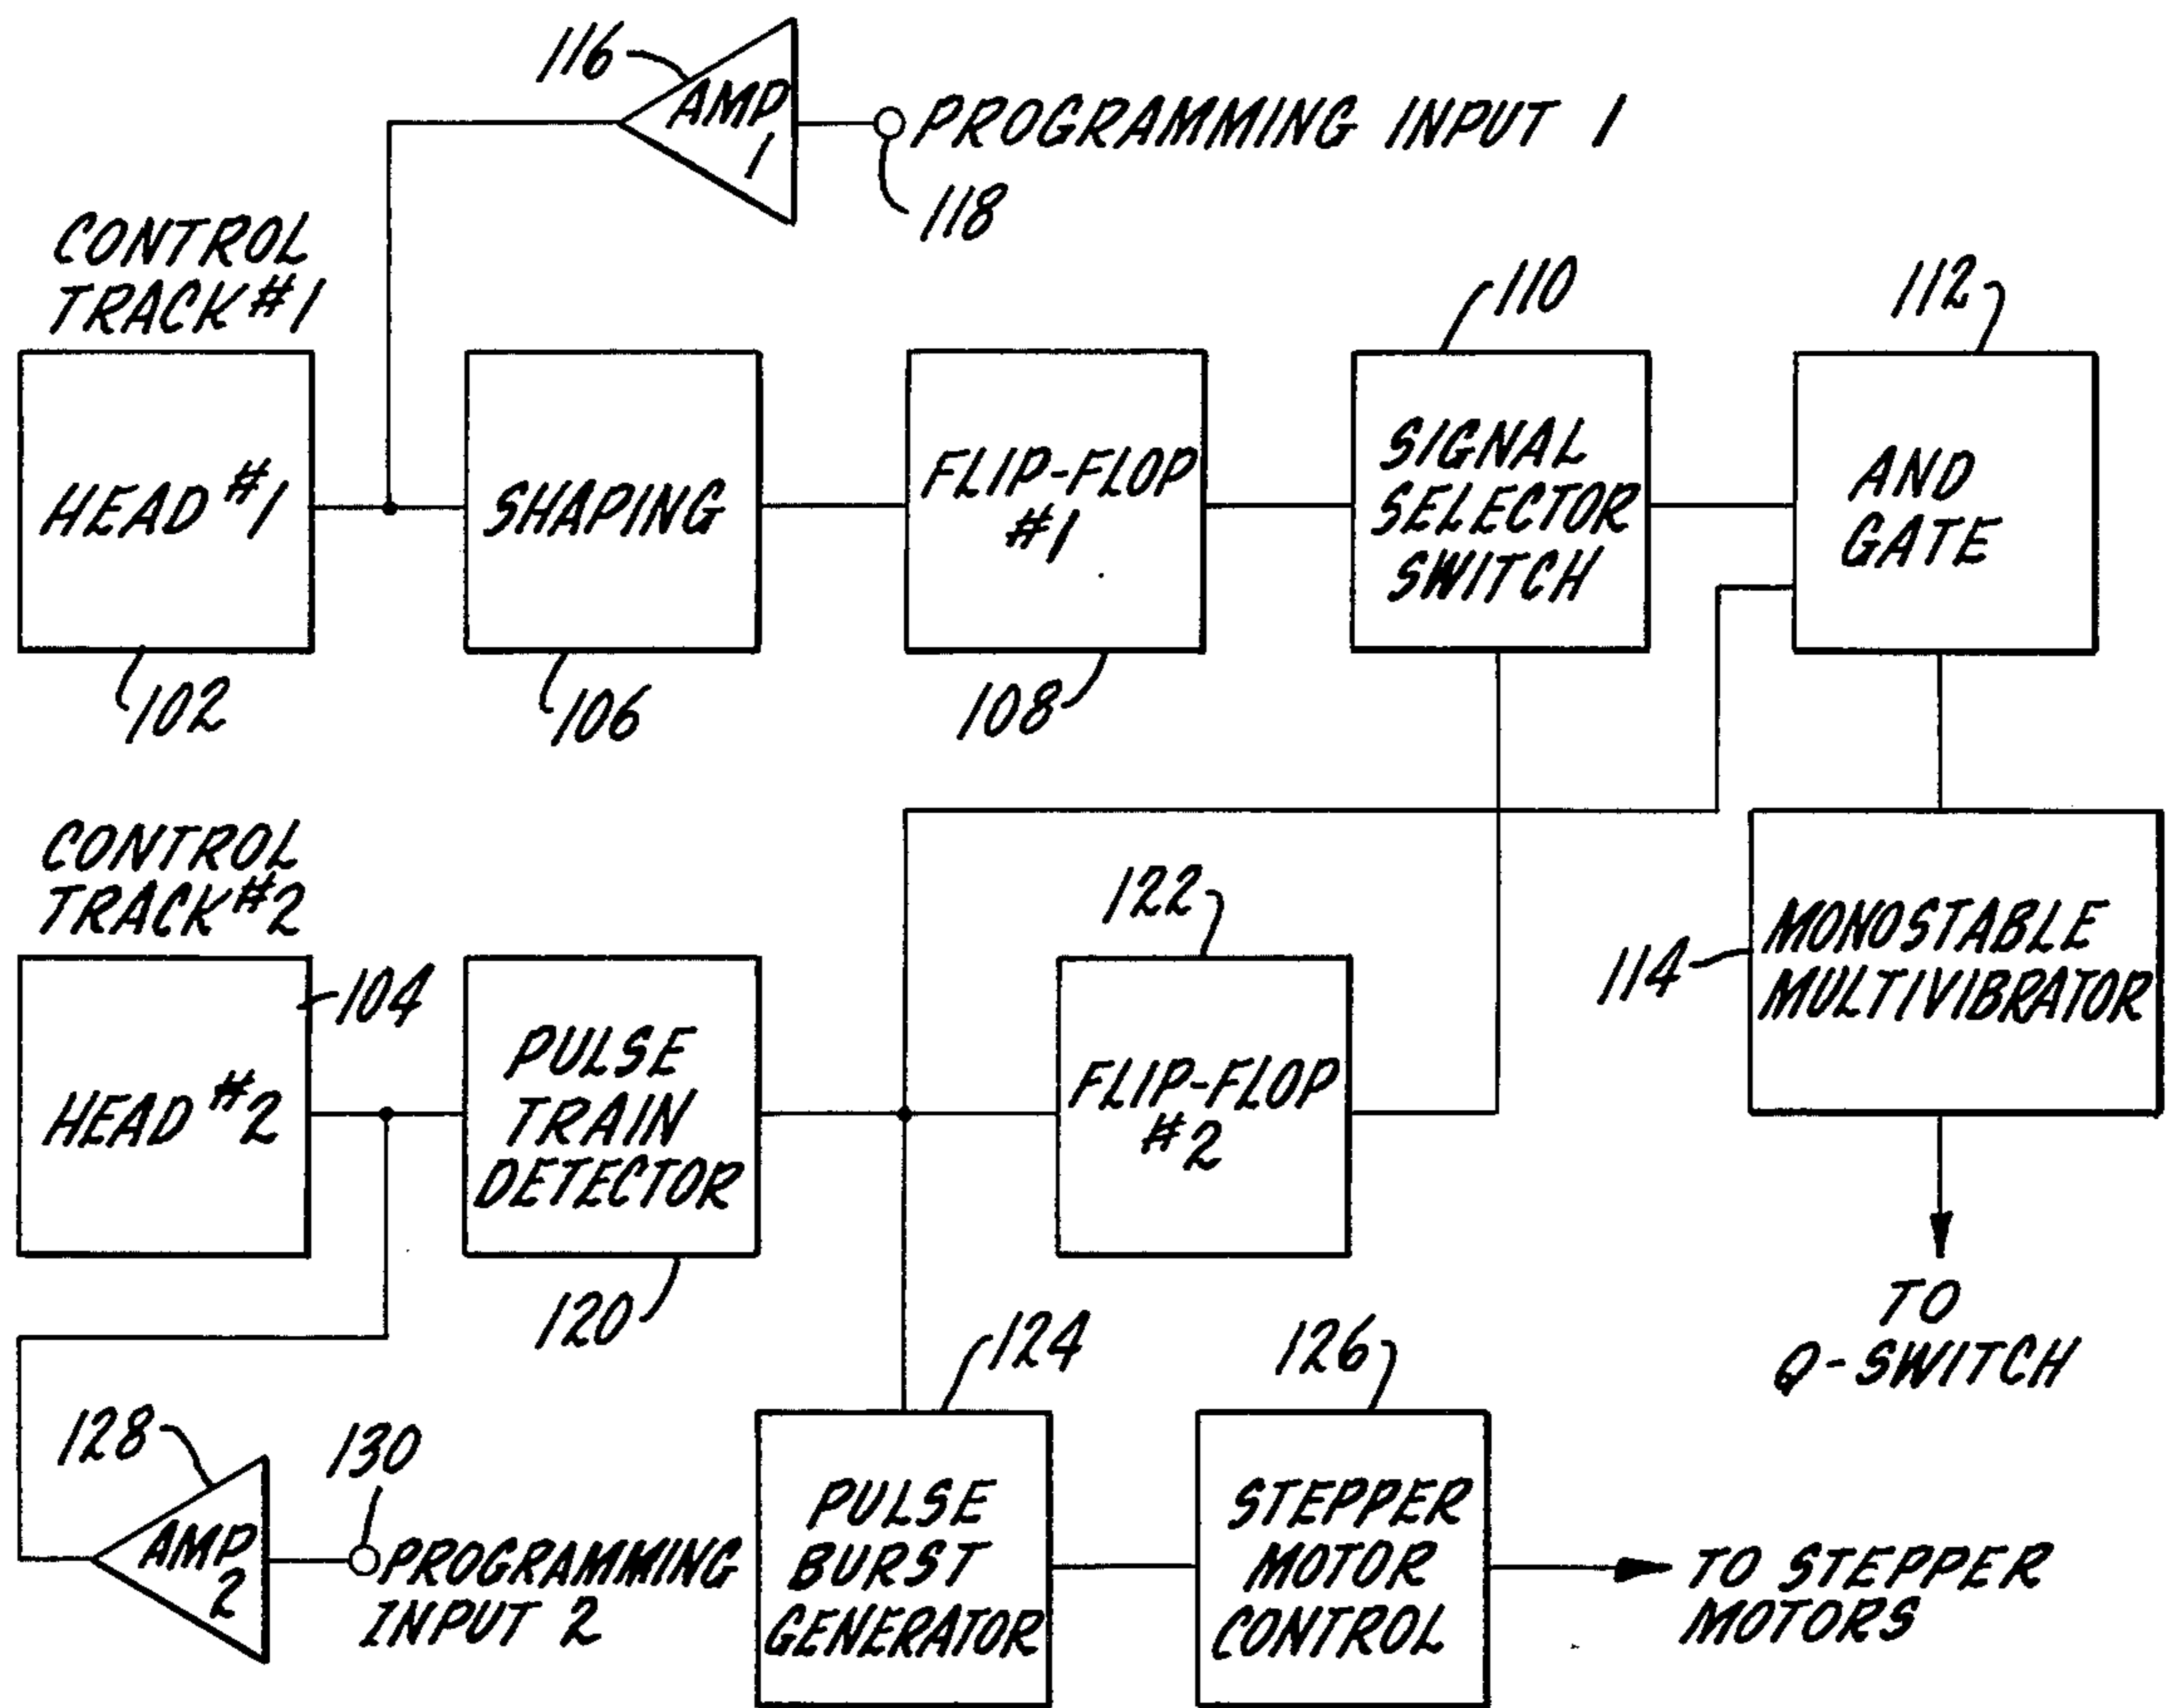 116
AMP
1
PROGRAMMING INPUT 1
118
CONTROL
TRACK #1
110
112
HEAD #1
SHAPING
FLIP-FLOP
#1
SIGNAL
SELECTOR
SWITCH
AND
GATE
102
106
108
CONTROL
TRACK #2
122
104
114
MONOSTABLE
MULTIVIBRATOR
HEAD #2
PULSE
TRAIN
DETECTOR
FLIP-FLOP
#2
120
124
126
TO
Q-SWITCH
128
130
AMP
2
PROGRAMMING
INPUT 2
PULSE
BURST
GENERATOR
STEPPER
MOTOR
CONTROL
TO STEPPER
MOTORS